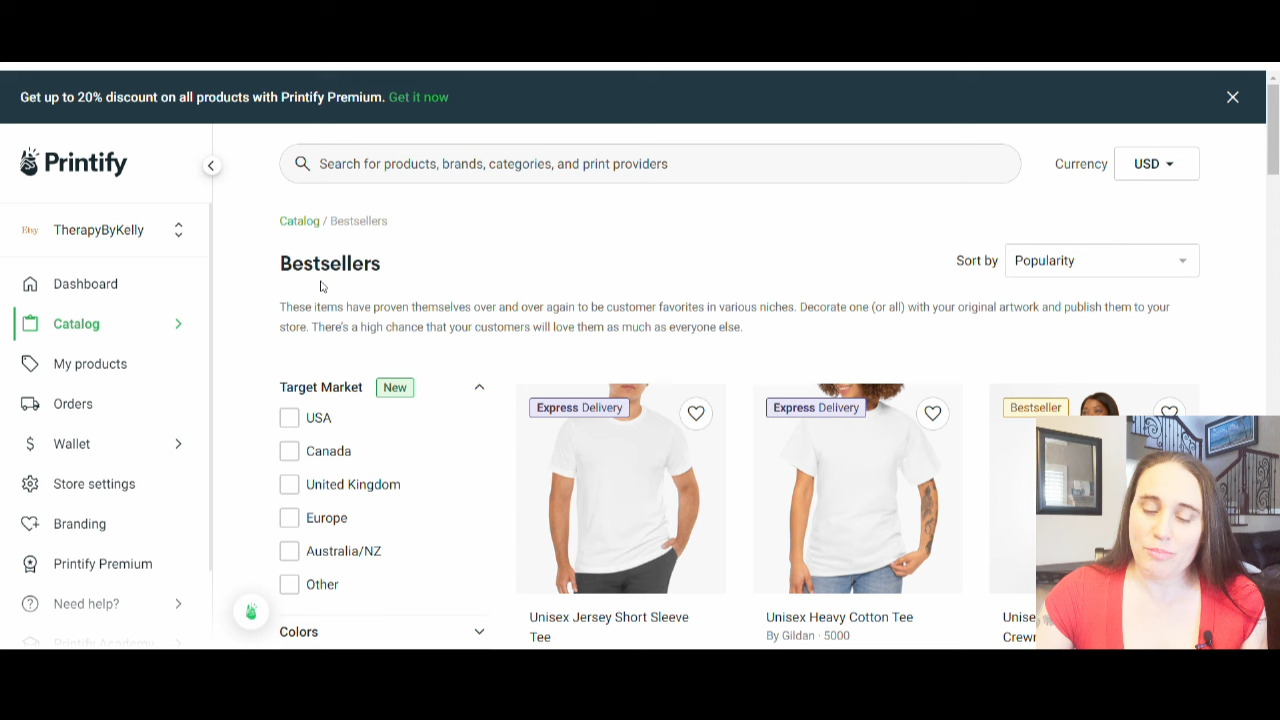 Get up to 20% discount on all products with Printify Premium. Get it now
Printify
Search for products, brands, categories, and print providers
Currency
USD
Etsy
TherapyByKelly
Catalog / Bestsellers
Bestsellers
Sort by
Popularity
These items have proven themselves over and over again to be customer favorites in various niches. Decorate one (or all) with your original artwork and publish them to your
store. There's a high chance that your customers will love them as much as everyone else.
Dashboard
Catalog
My products
Orders
Wallet
Store settings
Branding
Printify Premium
Need help?
Printify Academy
Target Market
New
USA
Canada
United Kingdom
Europe
Australia/NZ
Other
Colors
Express Delivery
Unisex Jersey Short Sleeve
Tee
Express Delivery
Unisex Heavy Cotton Tee
By Gildan · 5000
Bestseller